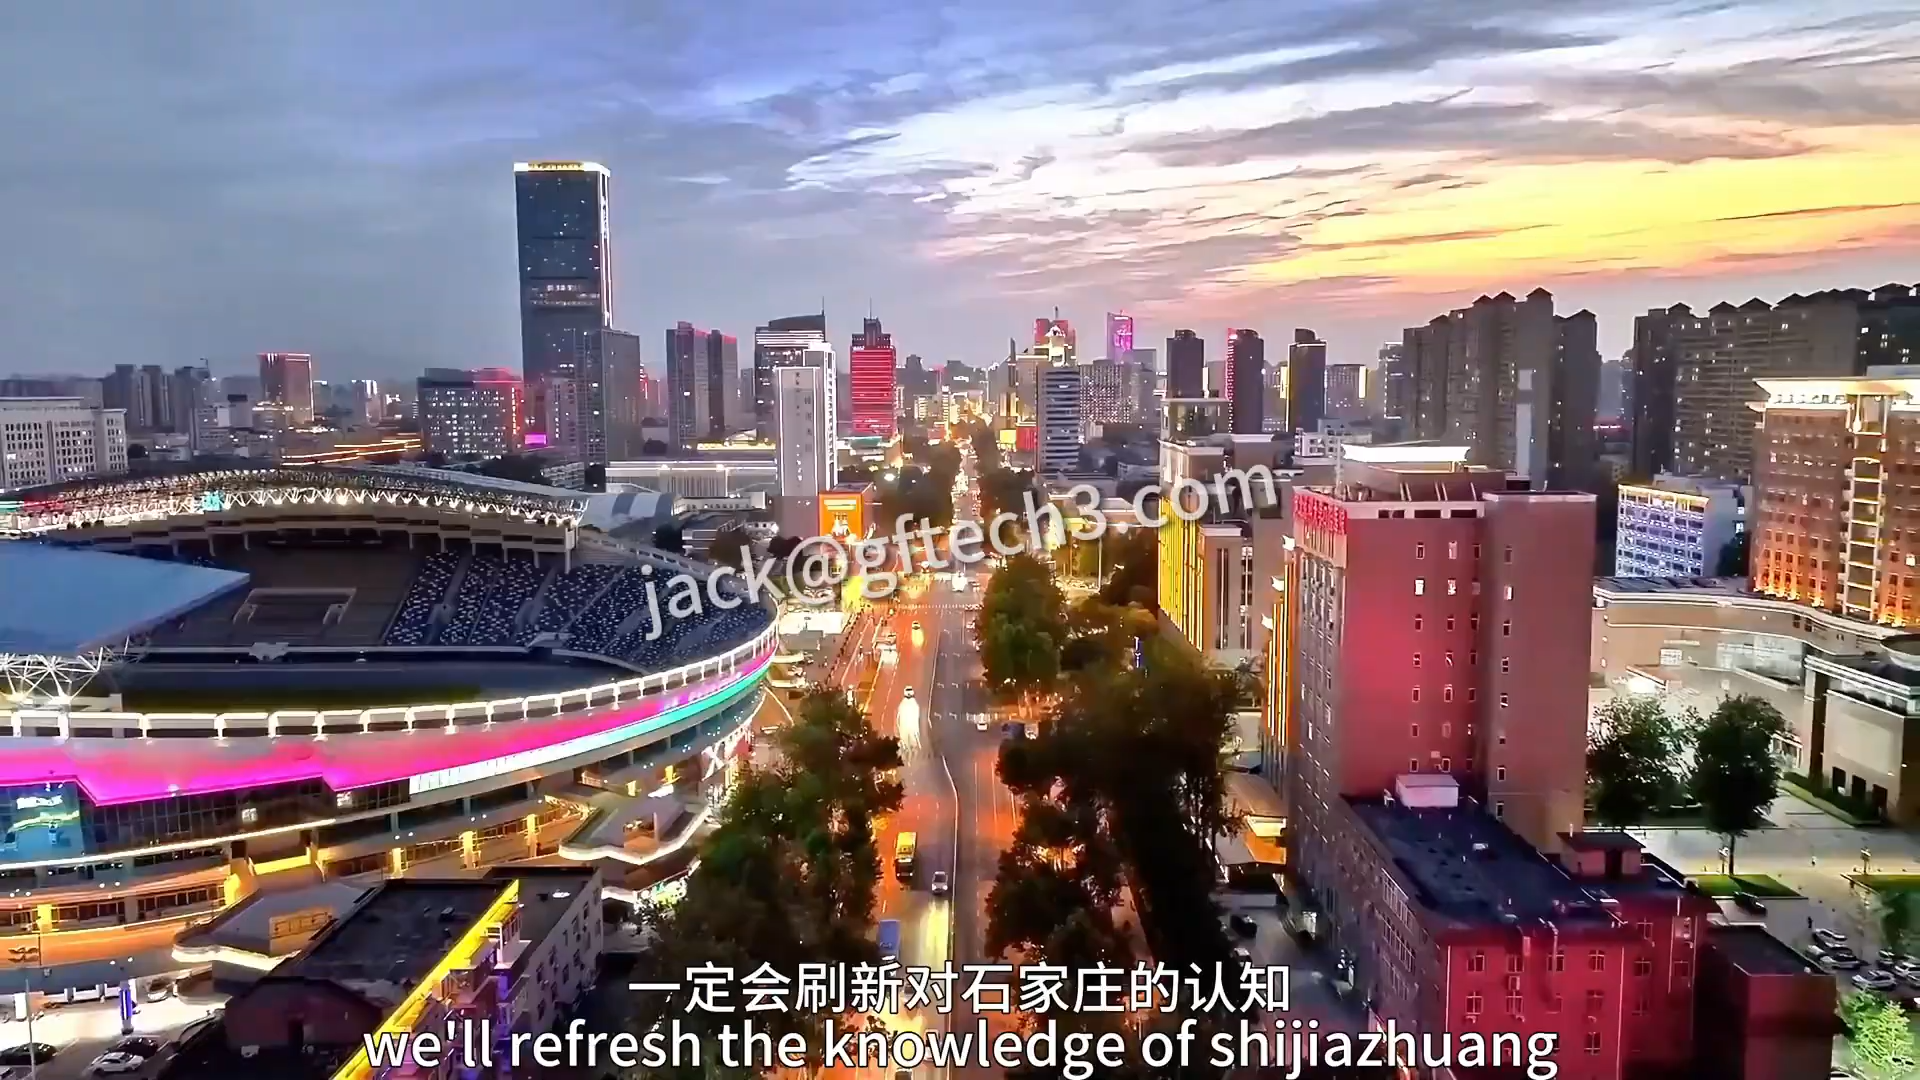 jack@gftech3.com
一定会刷新对石家庄的认知
we'll refresh the knowledge of shijiazhuang